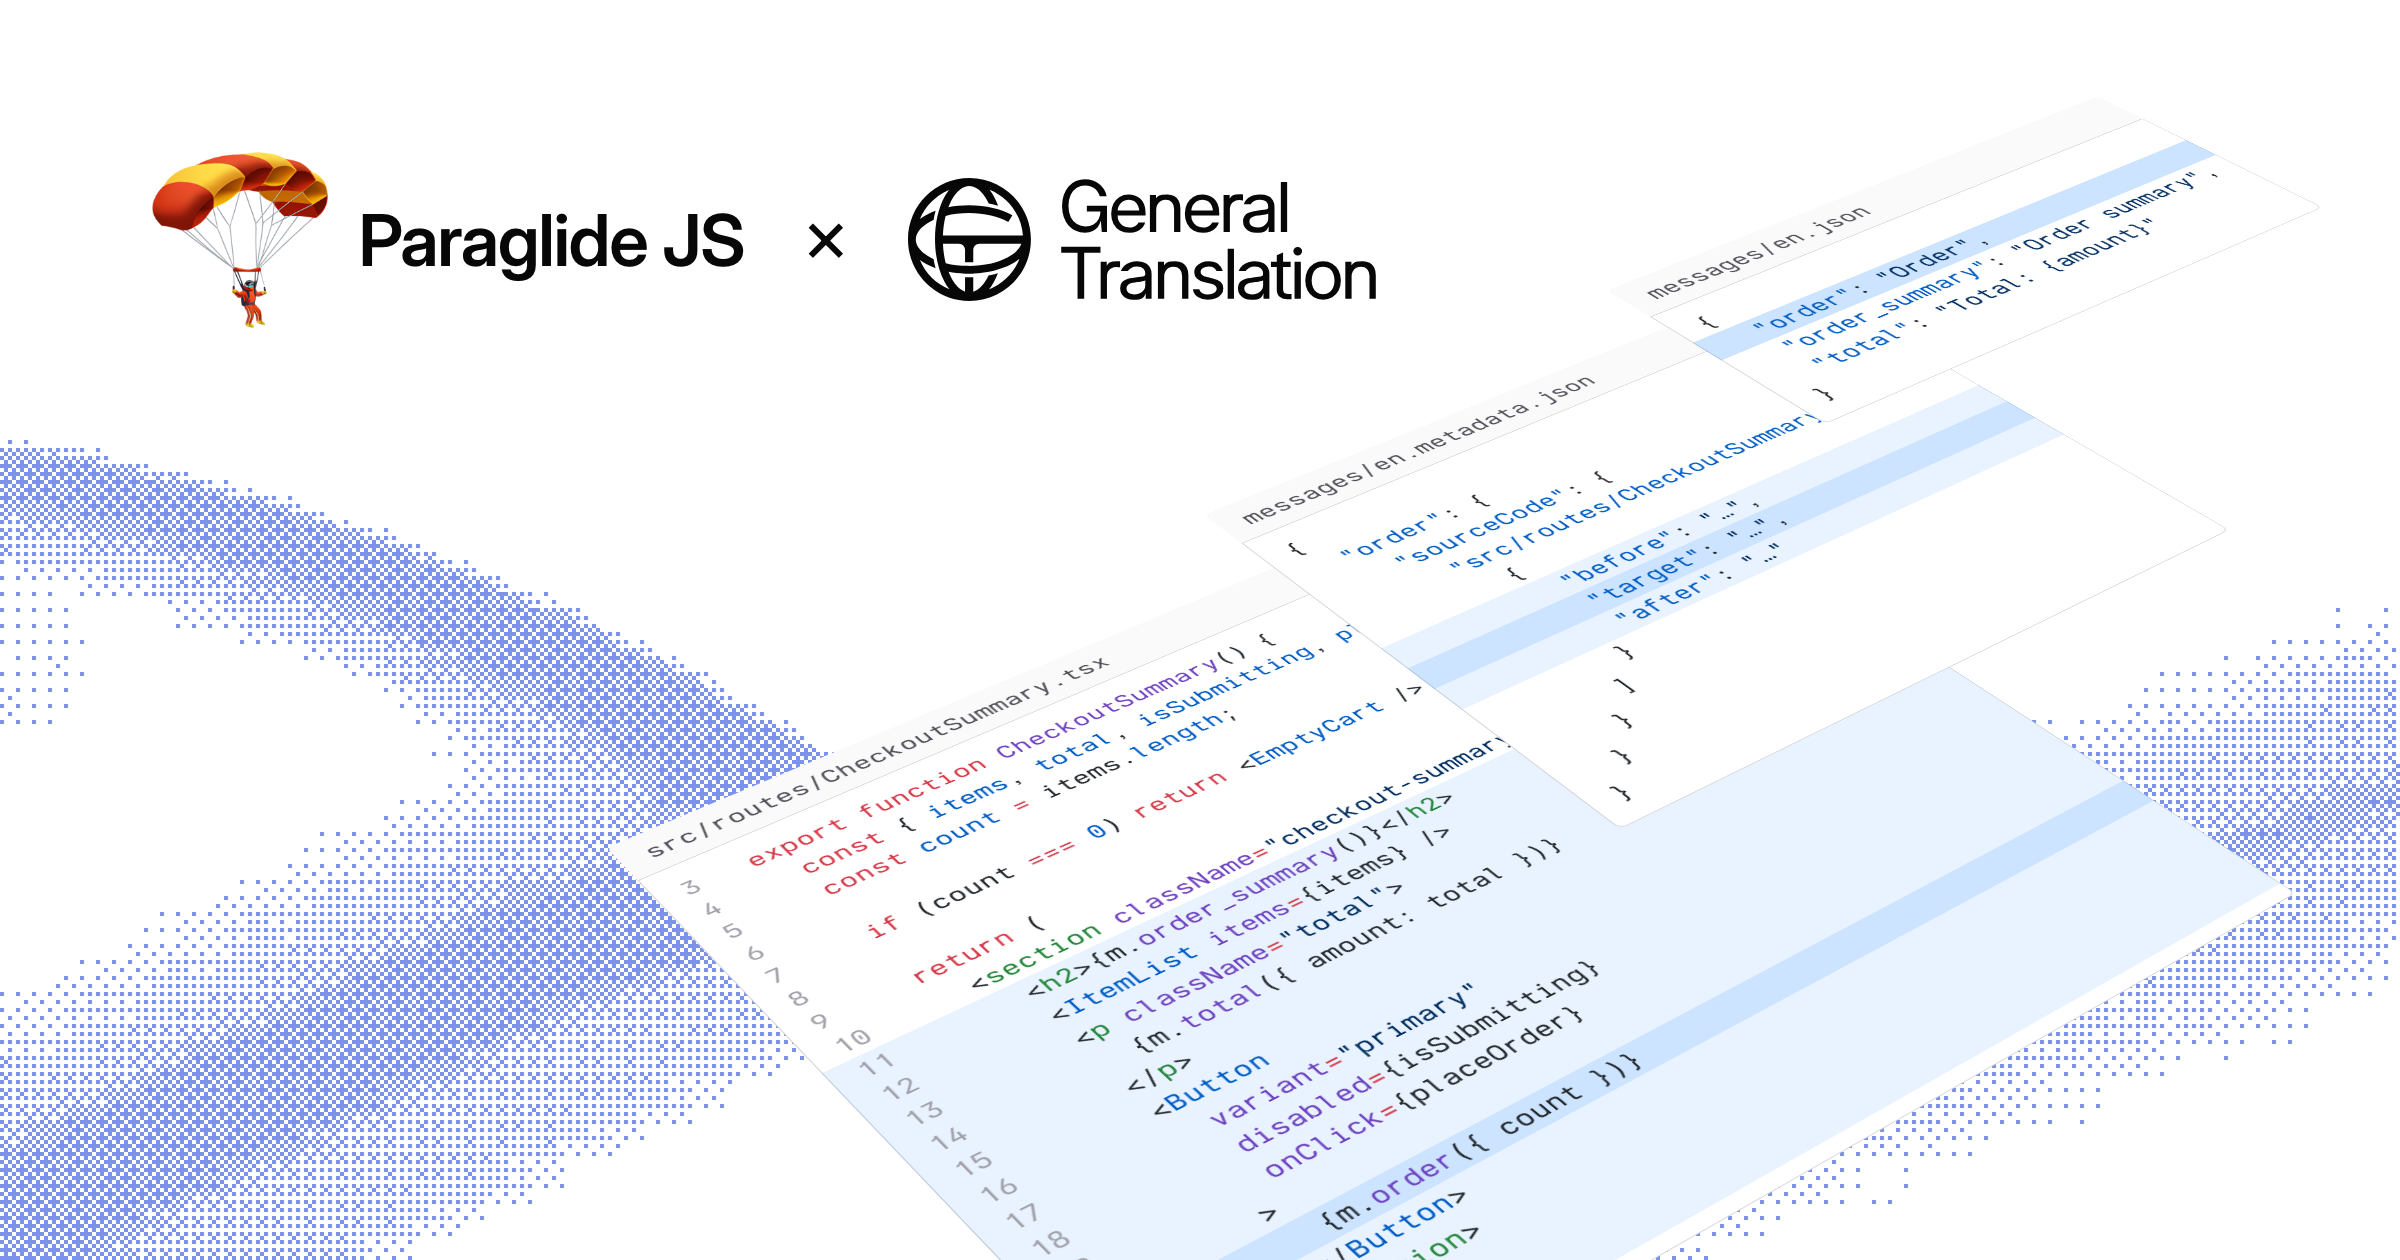 Paraglide JS
×
General
Translation
messages/en.json
{
"order": "Order",
"order_summary": "Order summary",
"total": "Total: {amount}"
}
messages/en.metadata.json
{
"order": {
"sourceCode": {
"src/routes/CheckoutSummary
{
"before": "…",
"target": "…",
"after": "…"
}
]
}
}
}
src/routes/CheckoutSummary.tsx
3 export function CheckoutSummary() {
4 const { items, total, isSubmitting, p
5 const count = items.length;
6
7 if (count === 0) return <EmptyCart />
8
9 return (
10 <section className="checkout-summary
11 <h2>{m.order_summary()}</h2>
12 <ItemList items={items} />
13 <p className="total">
14 {m.total({ amount: total })}
15 </p>
16 <Button
17 variant="primary"
18 disabled={isSubmitting}
onClick={placeOrder}
>
{m.order({ count })}
/Button>
ion>